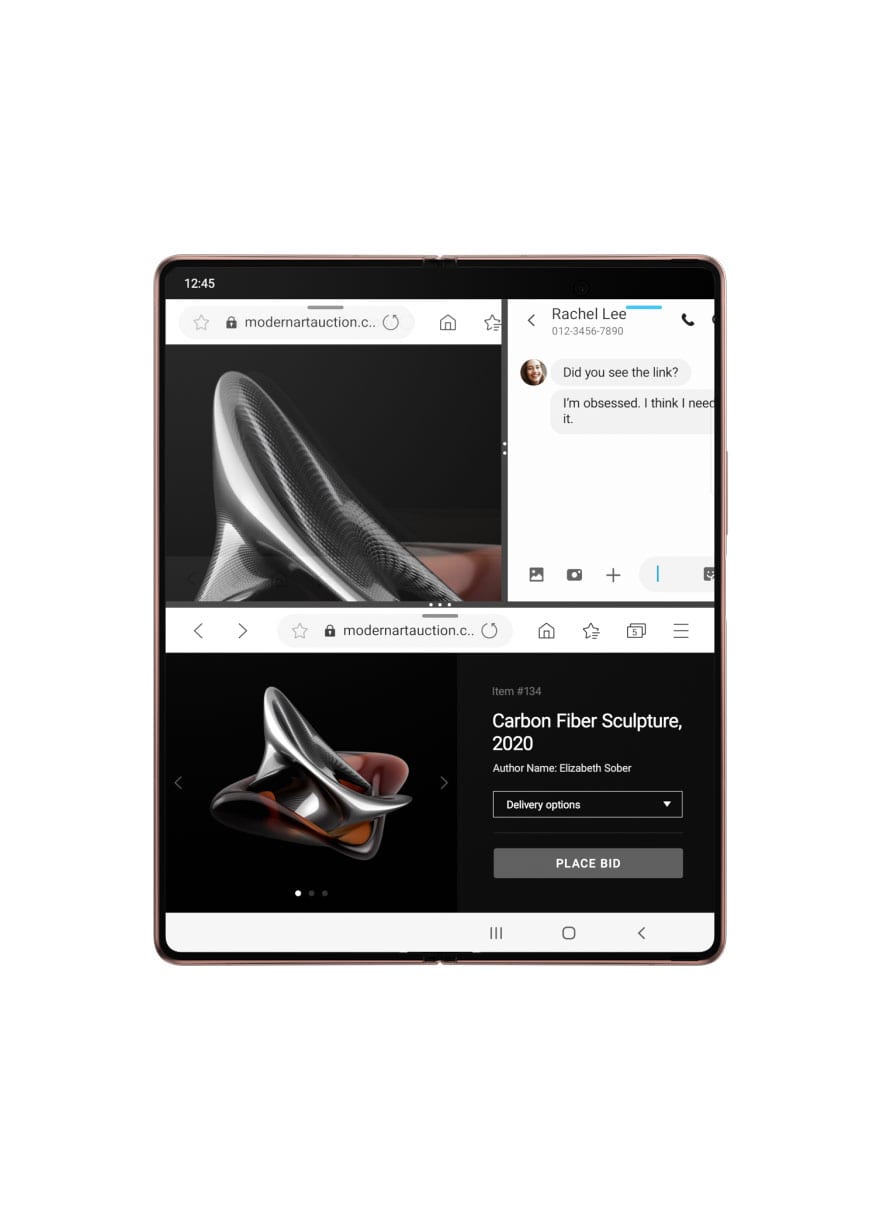 12:45
modernartauction.c..
Rachel Lee
012-3456-7890
Did you see the link?
I'm obsessed. I think I need
it.
modernartauction.c..
5
Item #134
Carbon Fiber Sculpture,
2020
Author Name: Elizabeth Sober
Delivery options
PLACE BID